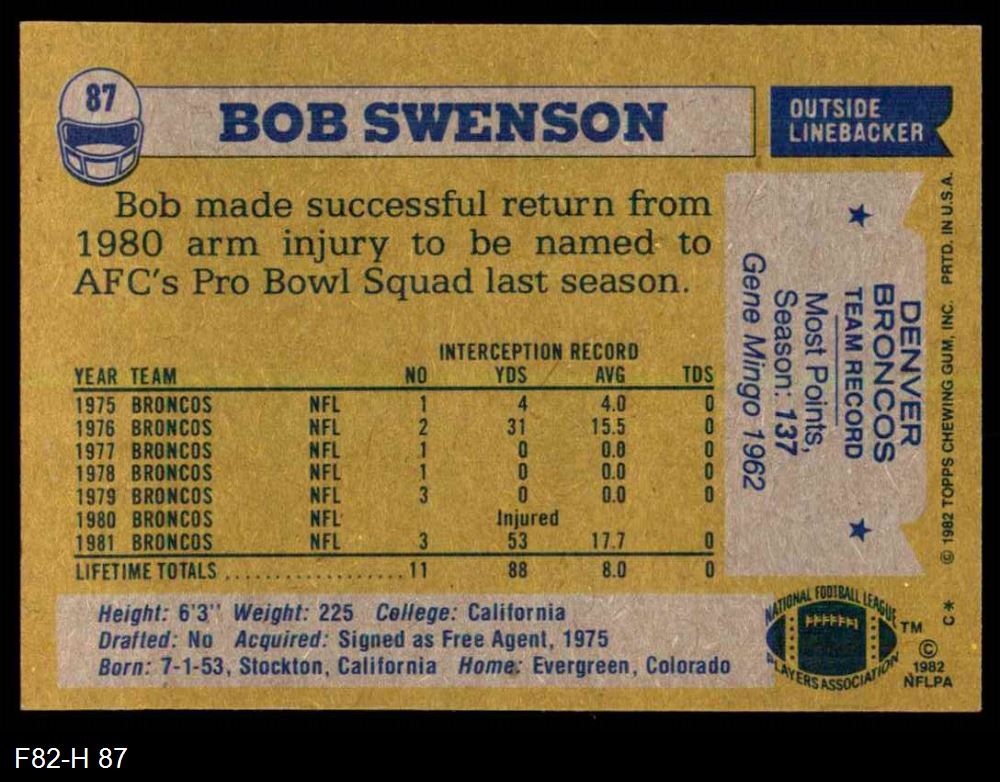 87
BOB SWENSON
OUTSIDE
LINEBACKER
Bob made successful return from
1980 arm injury to be named to
AFC's Pro Bowl Squad last season.
INTERCEPTION RECORD
YEAR TEAM NO YDS AVG TDS
1975 BRONCOS NFL 1 4 4.0 0
1976 BRONCOS NFL 2 31 15.5 0
1977 BRONCOS NFL 1 0 0.8 0
1978 BRONCOS NFL 1 0 0.0 0
1979 BRONCOS NFL 3 0 0.0 0
1980 BRONCOS NFL Injured
1981 BRONCOS NFL 3 53 17.7 0
LIFETIME TOTALS .................. 11 88 8.0 0
Height: 6'3" Weight: 225 College: California
Drafted: No Acquired: Signed as Free Agent, 1975
Born: 7-1-53, Stockton, California Home: Evergreen, Colorado
DENVER
BRONCOS
TEAM RECORD
Most Points,
Season: 137
Gene Mingo 1962
© 1982 TOPPS CHEWING GUM, INC. PRTD. IN U.S.A.
C*
NATIONAL FOOTBALL LEAGUE
PLAYERS ASSOCIATION
TM
©
1982
NFLPA
F82-H 87